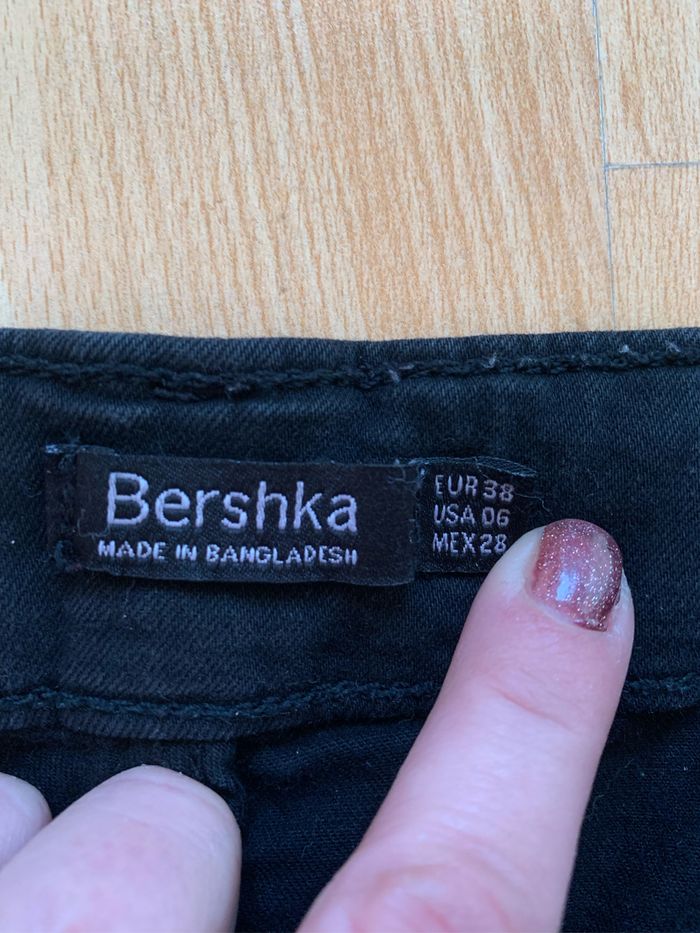 Bershka
MADE IN BANGLADESH
EUR 38
USA 06
MEX 28